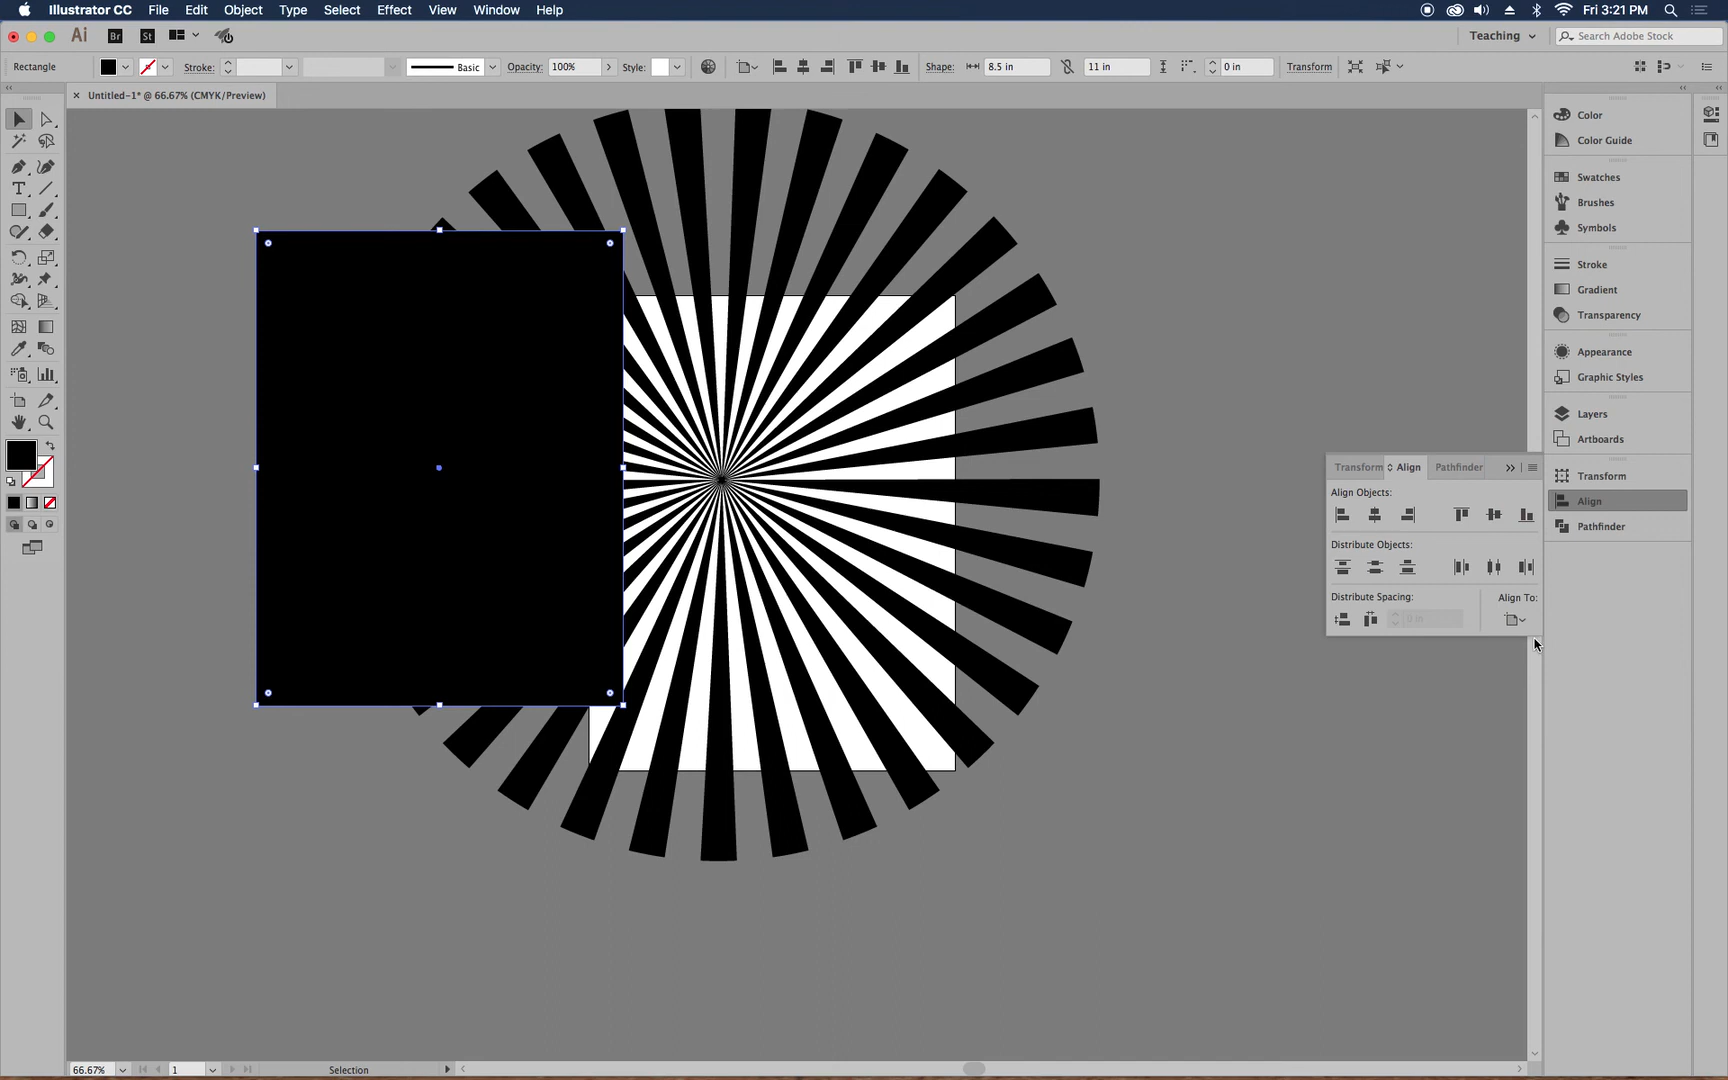 Illustrator CC File Edit Object Type Select Effect View Window Help Fri 3:21 PM
Ai Br St Teaching Search Adobe Stock
Rectangle Stroke: Basic Opacity: 100% Style: Shape: 8.5 in 11 in 0 in Transform
Untitled-1* @ 66.67% (CMYK/Preview)
Color
Color Guide
Swatches
Brushes
Symbols
Stroke
Gradient
Transparency
Appearance
Graphic Styles
Layers
Artboards
Transform Align Pathfinder
Transform
Align Objects:
Align
Pathfinder
Distribute Objects:
Distribute Spacing: Align To:
0 in
66.67% 1 Selection